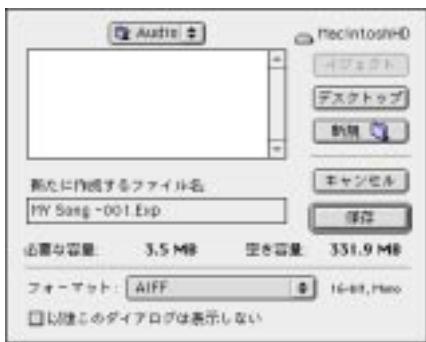 Audio
MacintoshHD
イジェクト
デスクトップ
新規
キャンセル
新たに作成するファイル名
MY Song ~001.Exp
保存
必要な容量 3.5 MB 空き容量 331.9 MB
フォーマット: AIFF 16-Bit, Mono
以後このダイアログは表示しない